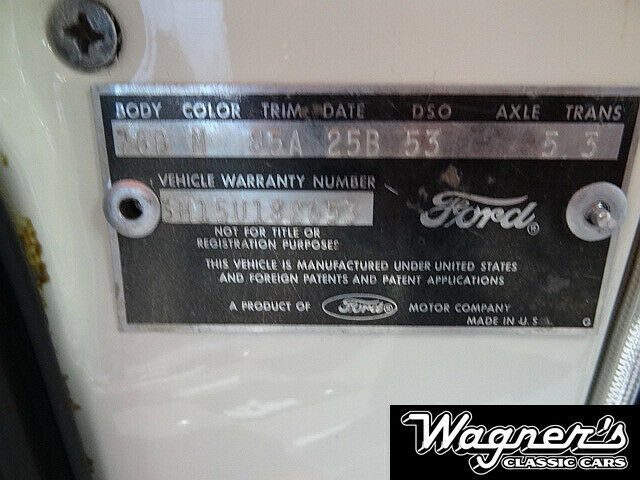 BODY COLOR TRIM DATE DSO AXLE TRANS
76B M 85A 25B 53 5 3
VEHICLE WARRANTY NUMBER
Ford®
NOT FOR TITLE OR
REGISTRATION PURPOSES
THIS VEHICLE IS MANUFACTURED UNDER UNITED STATES
AND FOREIGN PATENTS AND PATENT APPLICATIONS
A PRODUCT OF Ford® MOTOR COMPANY
MADE IN U.S. G
Wagner's
CLASSIC CARS